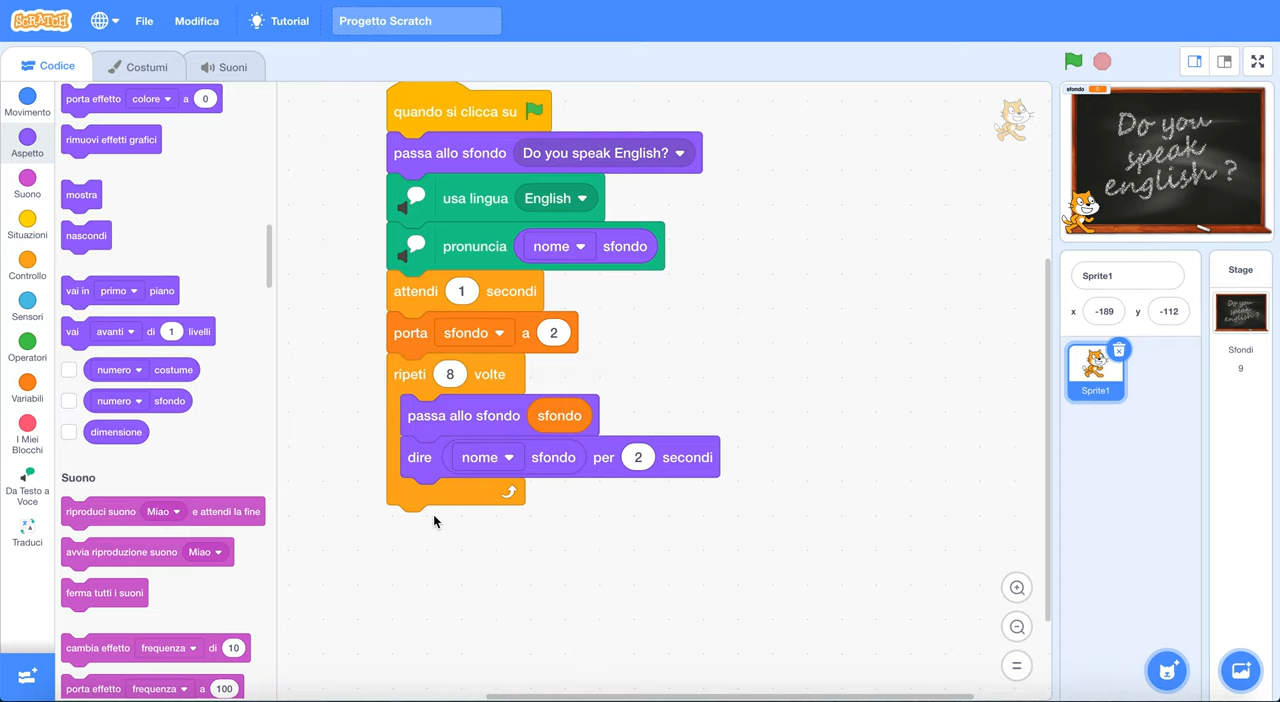 SCRATCH
File
Modifica
Tutorial
Progetto Scratch
Codice
Costumi
Suoni
Movimento
Aspetto
Suono
Situazioni
Controllo
Sensori
Operatori
Variabili
I Miei
Blocchi
Da Testo a
Voce
Traduci
porta effetto colore a 0
rimuovi effetti grafici
mostra
nascondi
vai in primo piano
vai avanti di 1 livelli
numero costume
numero sfondo
dimensione
Suono
riproduci suono Miao e attendi la fine
avvia riproduzione suono Miao
ferma tutti i suoni
cambia effetto frequenza di 10
porta effetto frequenza a 100
quando si clicca su
passa allo sfondo Do you speak English?
usa lingua English
pronuncia nome sfondo
attendi 1 secondi
porta sfondo a 2
ripeti 8 volte
passa allo sfondo sfondo
dire nome sfondo per 2 secondi
sfondo
Do you
speak
english ?
Sprite1
x -189 y -112
Sprite1
Stage
Do you
speak
english ?
Sfondi
9